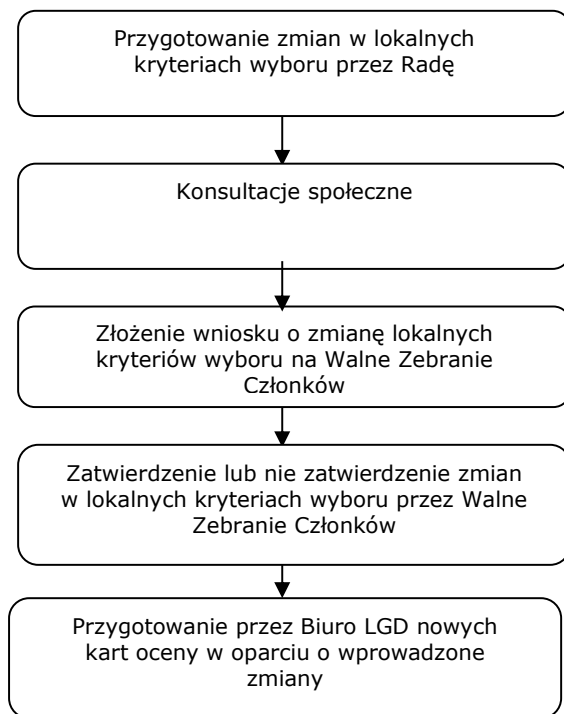 Przygotowanie zmian w lokalnych
kryteriach wyboru przez Radę
Konsultacje społeczne
Złożenie wniosku o zmianę lokalnych
kryteriów wyboru na Walne Zebranie
Członków
Zatwierdzenie lub nie zatwierdzenie zmian
w lokalnych kryteriach wyboru przez Walne
Zebranie Członków
Przygotowanie przez Biuro LGD nowych
kart oceny w oparciu o wprowadzone
zmiany